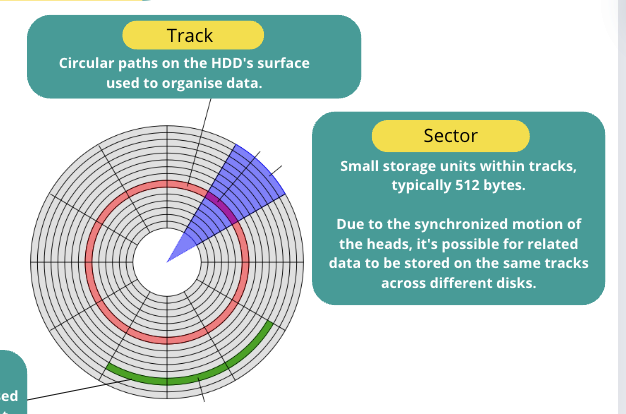 Track
Circular paths on the HDD's surface
used to organise data.
Sector
Small storage units within tracks,
typically 512 bytes.
Due to the synchronized motion of
the heads, it's possible for related
data to be stored on the same tracks
across different disks.